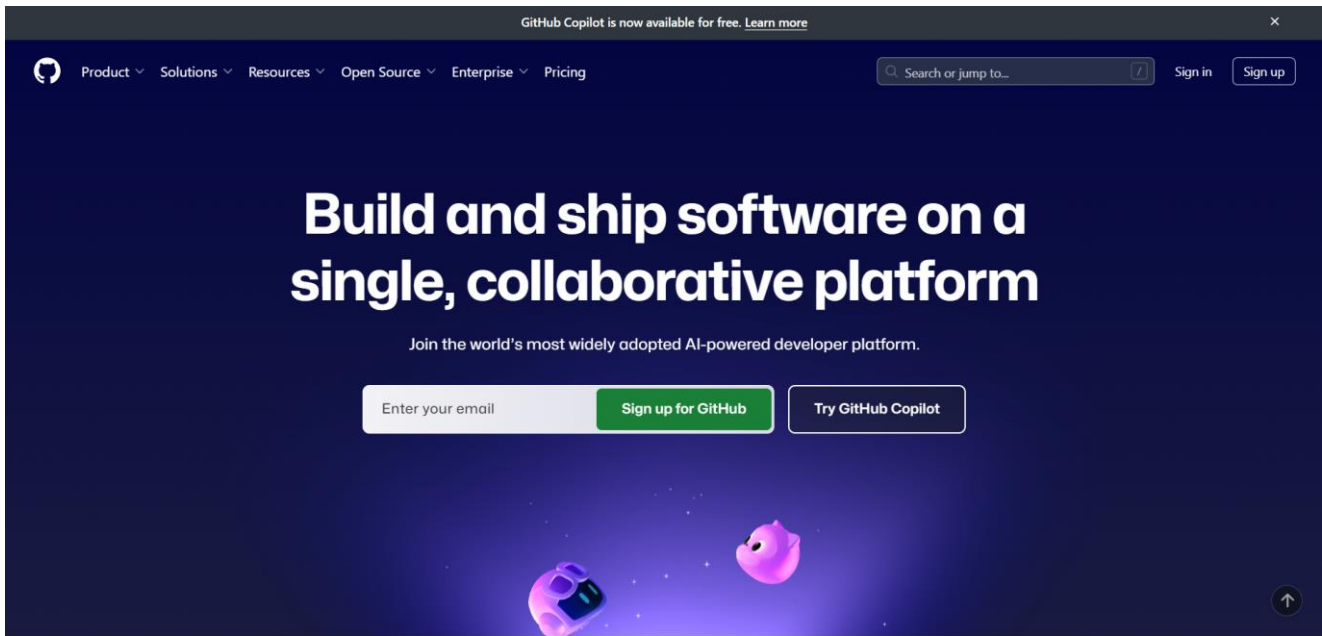 GitHub Copilot is now available for free. Learn more
Product Solutions Resources Open Source Enterprise Pricing Search or jump to... / Sign in Sign up
Build and ship software on a
single, collaborative platform
Join the world's most widely adopted AI-powered developer platform.
Enter your email Sign up for GitHub Try GitHub Copilot